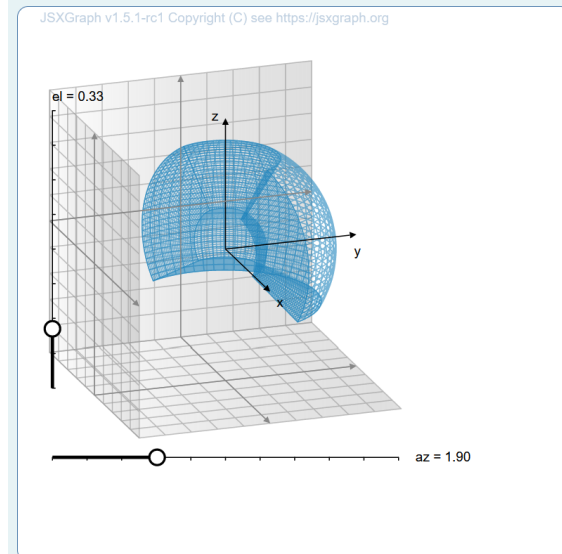 JSXGraph v1.5.1-rc1 Copyright (C) see https://jsxgraph.org
el = 0.33
z
y
x
az = 1.90